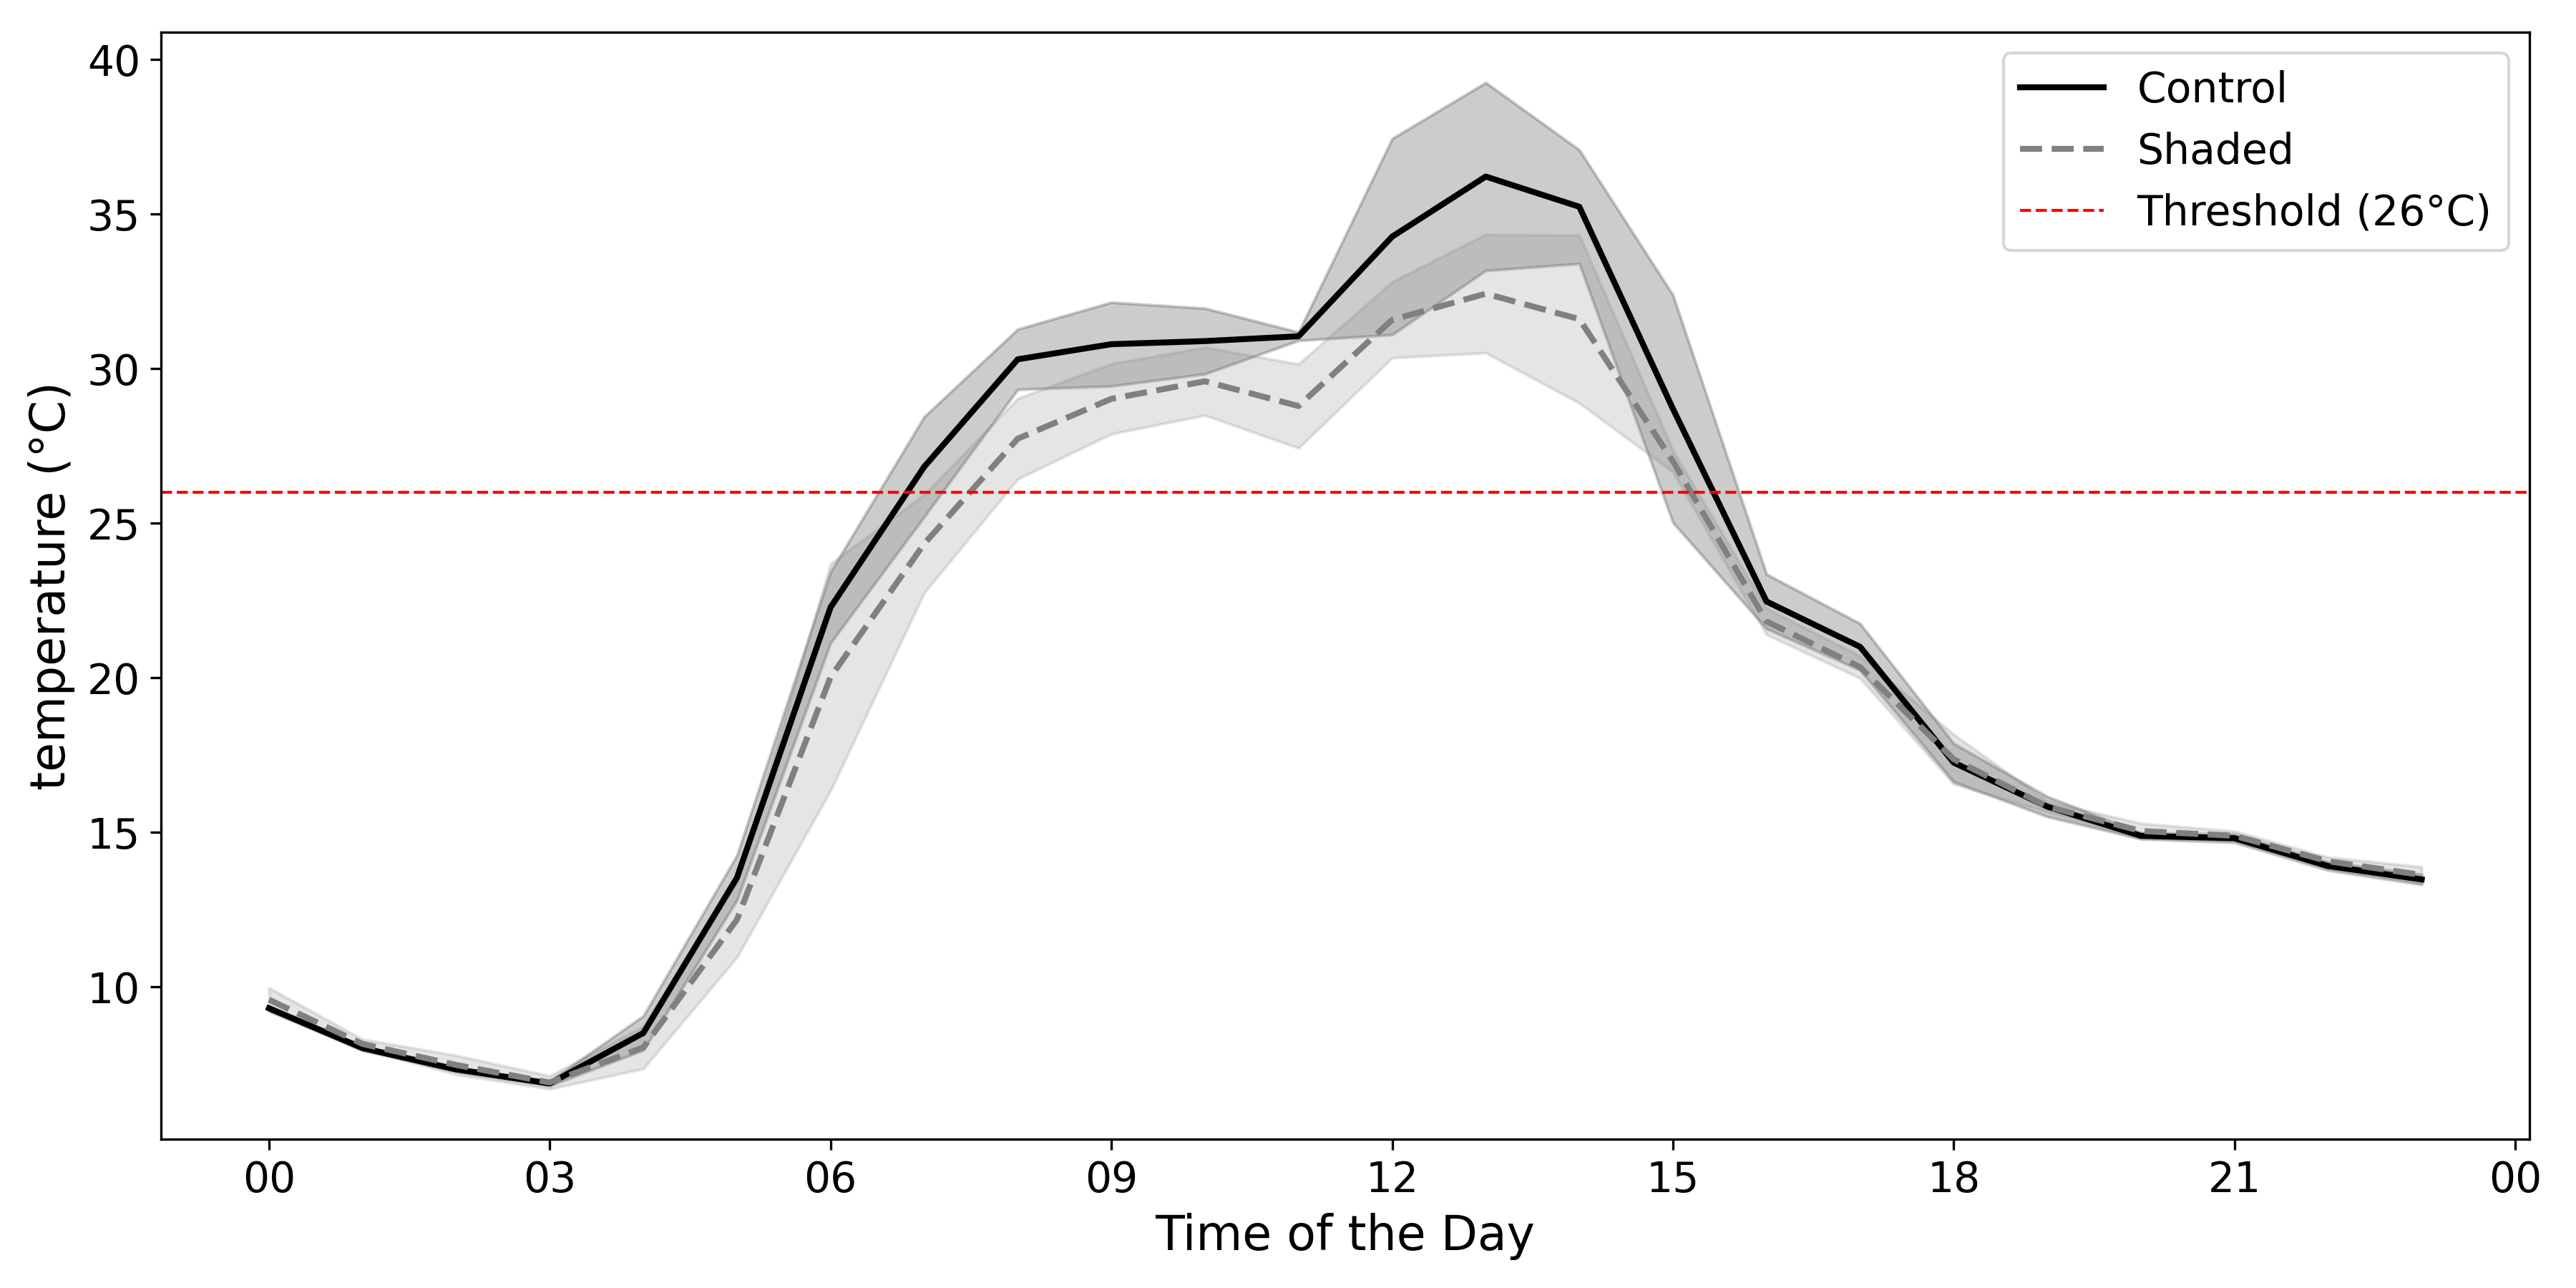 40
35
30
25
20
15
10
temperature (°C)
00 03 06 09 12 15 18 21 00
Time of the Day
Control
Shaded
Threshold (26°C)